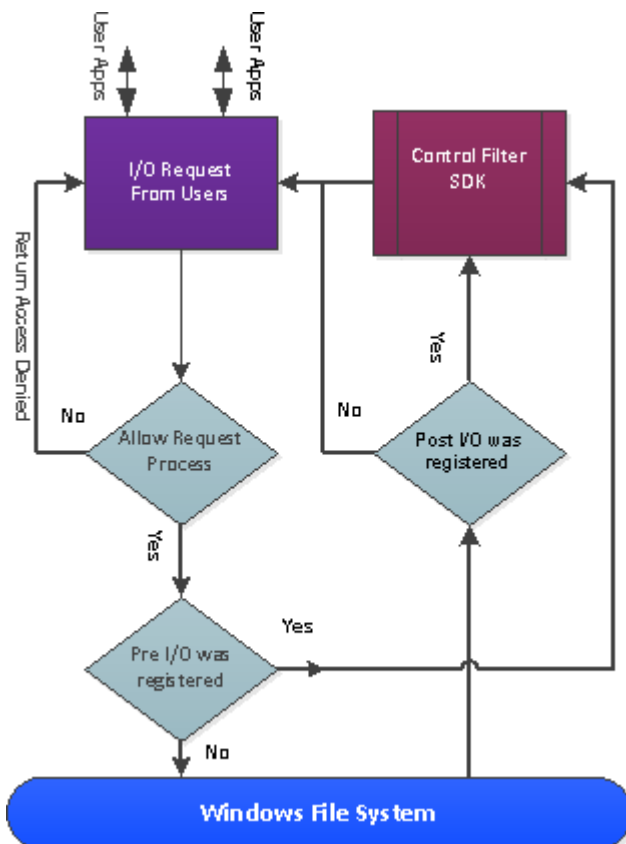 User Apps
User Apps
I/O Request
From Users
Control Filter
SDK
Return Access Denied
No
Allow Request
Process
Yes
No
Post I/O was
registered
Yes
Pre I/O was
registered
Yes
No
Windows File System